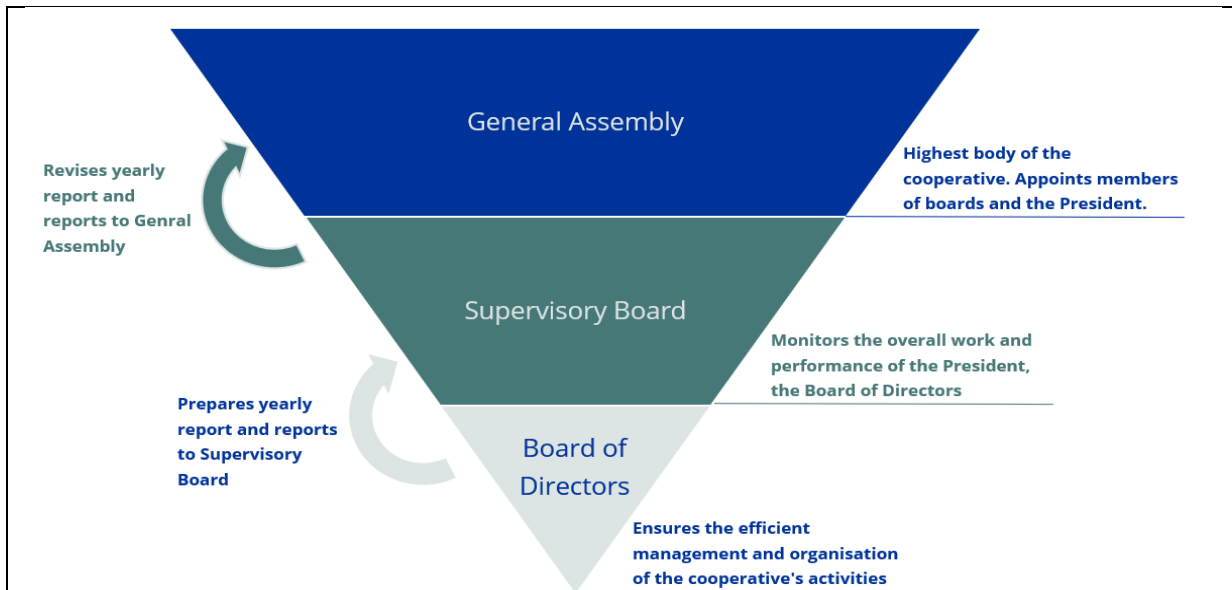 General Assembly
Revises yearly
report and
reports to Genral
Assembly
Highest body of the
cooperative. Appoints members
of boards and the President.
Supervisory Board
Monitors the overall work and
performance of the President,
the Board of Directors
Prepares yearly
report and reports
to Supervisory
Board
Board of
Directors
Ensures the efficient
management and organisation
of the cooperative's activities